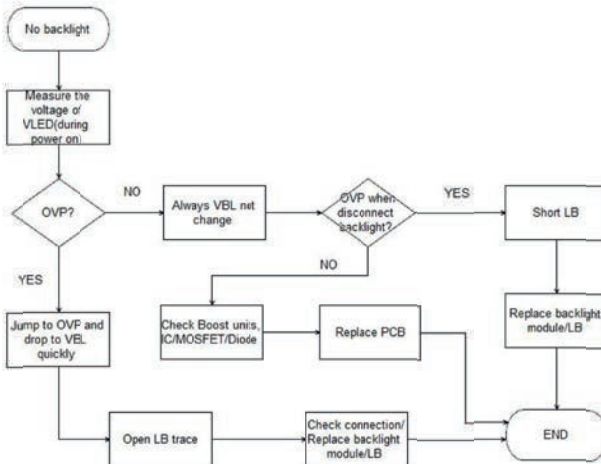 No backlight
Measure the
voltage of
VLED(during
power on)
OVP?
NO
Always VBL net
change
OVP when
disconnect
backlight?
YES
Short LB
YES
NO
Jump to OVP and
drop to VBL
quickly
Check Boost units,
IC/MOSFET/Diode
Replace PCB
Replace backlight
module/LB
Open LB trace
Check connection/
Replace backlight
module/LB
END